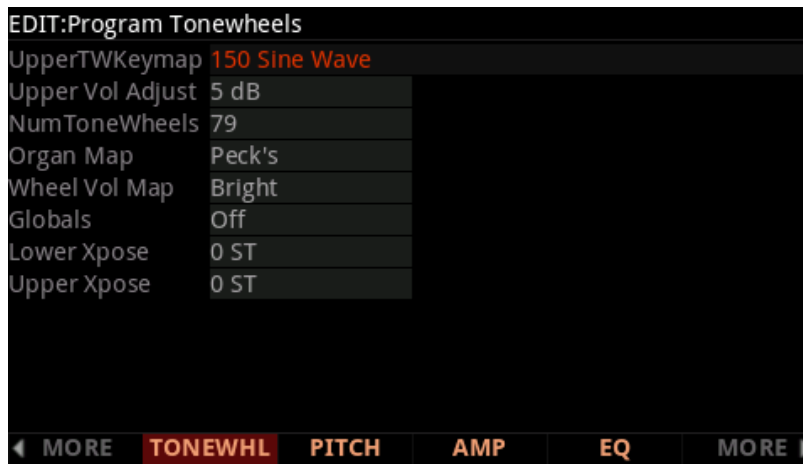 EDIT:Program Tonewheels
UpperTWKeymap 150 Sine Wave
Upper Vol Adjust 5 dB
NumToneWheels 79
Organ Map Peck's
Wheel Vol Map Bright
Globals Off
Lower Xpose 0 ST
Upper Xpose 0 ST
MORE TONEWHL PITCH AMP EQ MORE